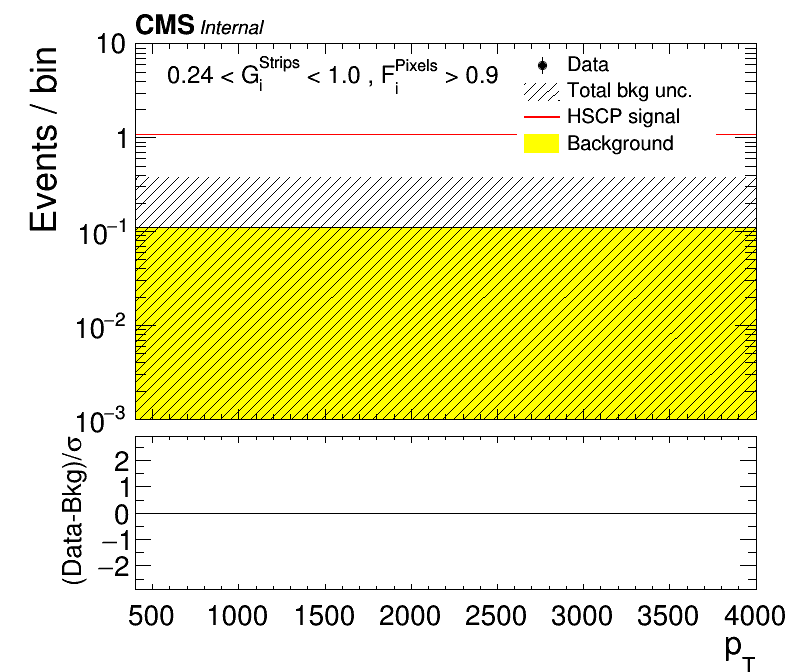 CMS Internal
Events / bin
10
1
10⁻¹
10⁻²
10⁻³
0.24 < G_i^Strips < 1.0 , F_i^Pixels > 0.9
Data
Total bkg unc.
HSCP signal
Background
(Data-Bkg)/σ
2
1
0
−1
−2
500 1000 1500 2000 2500 3000 3500 4000
p_T